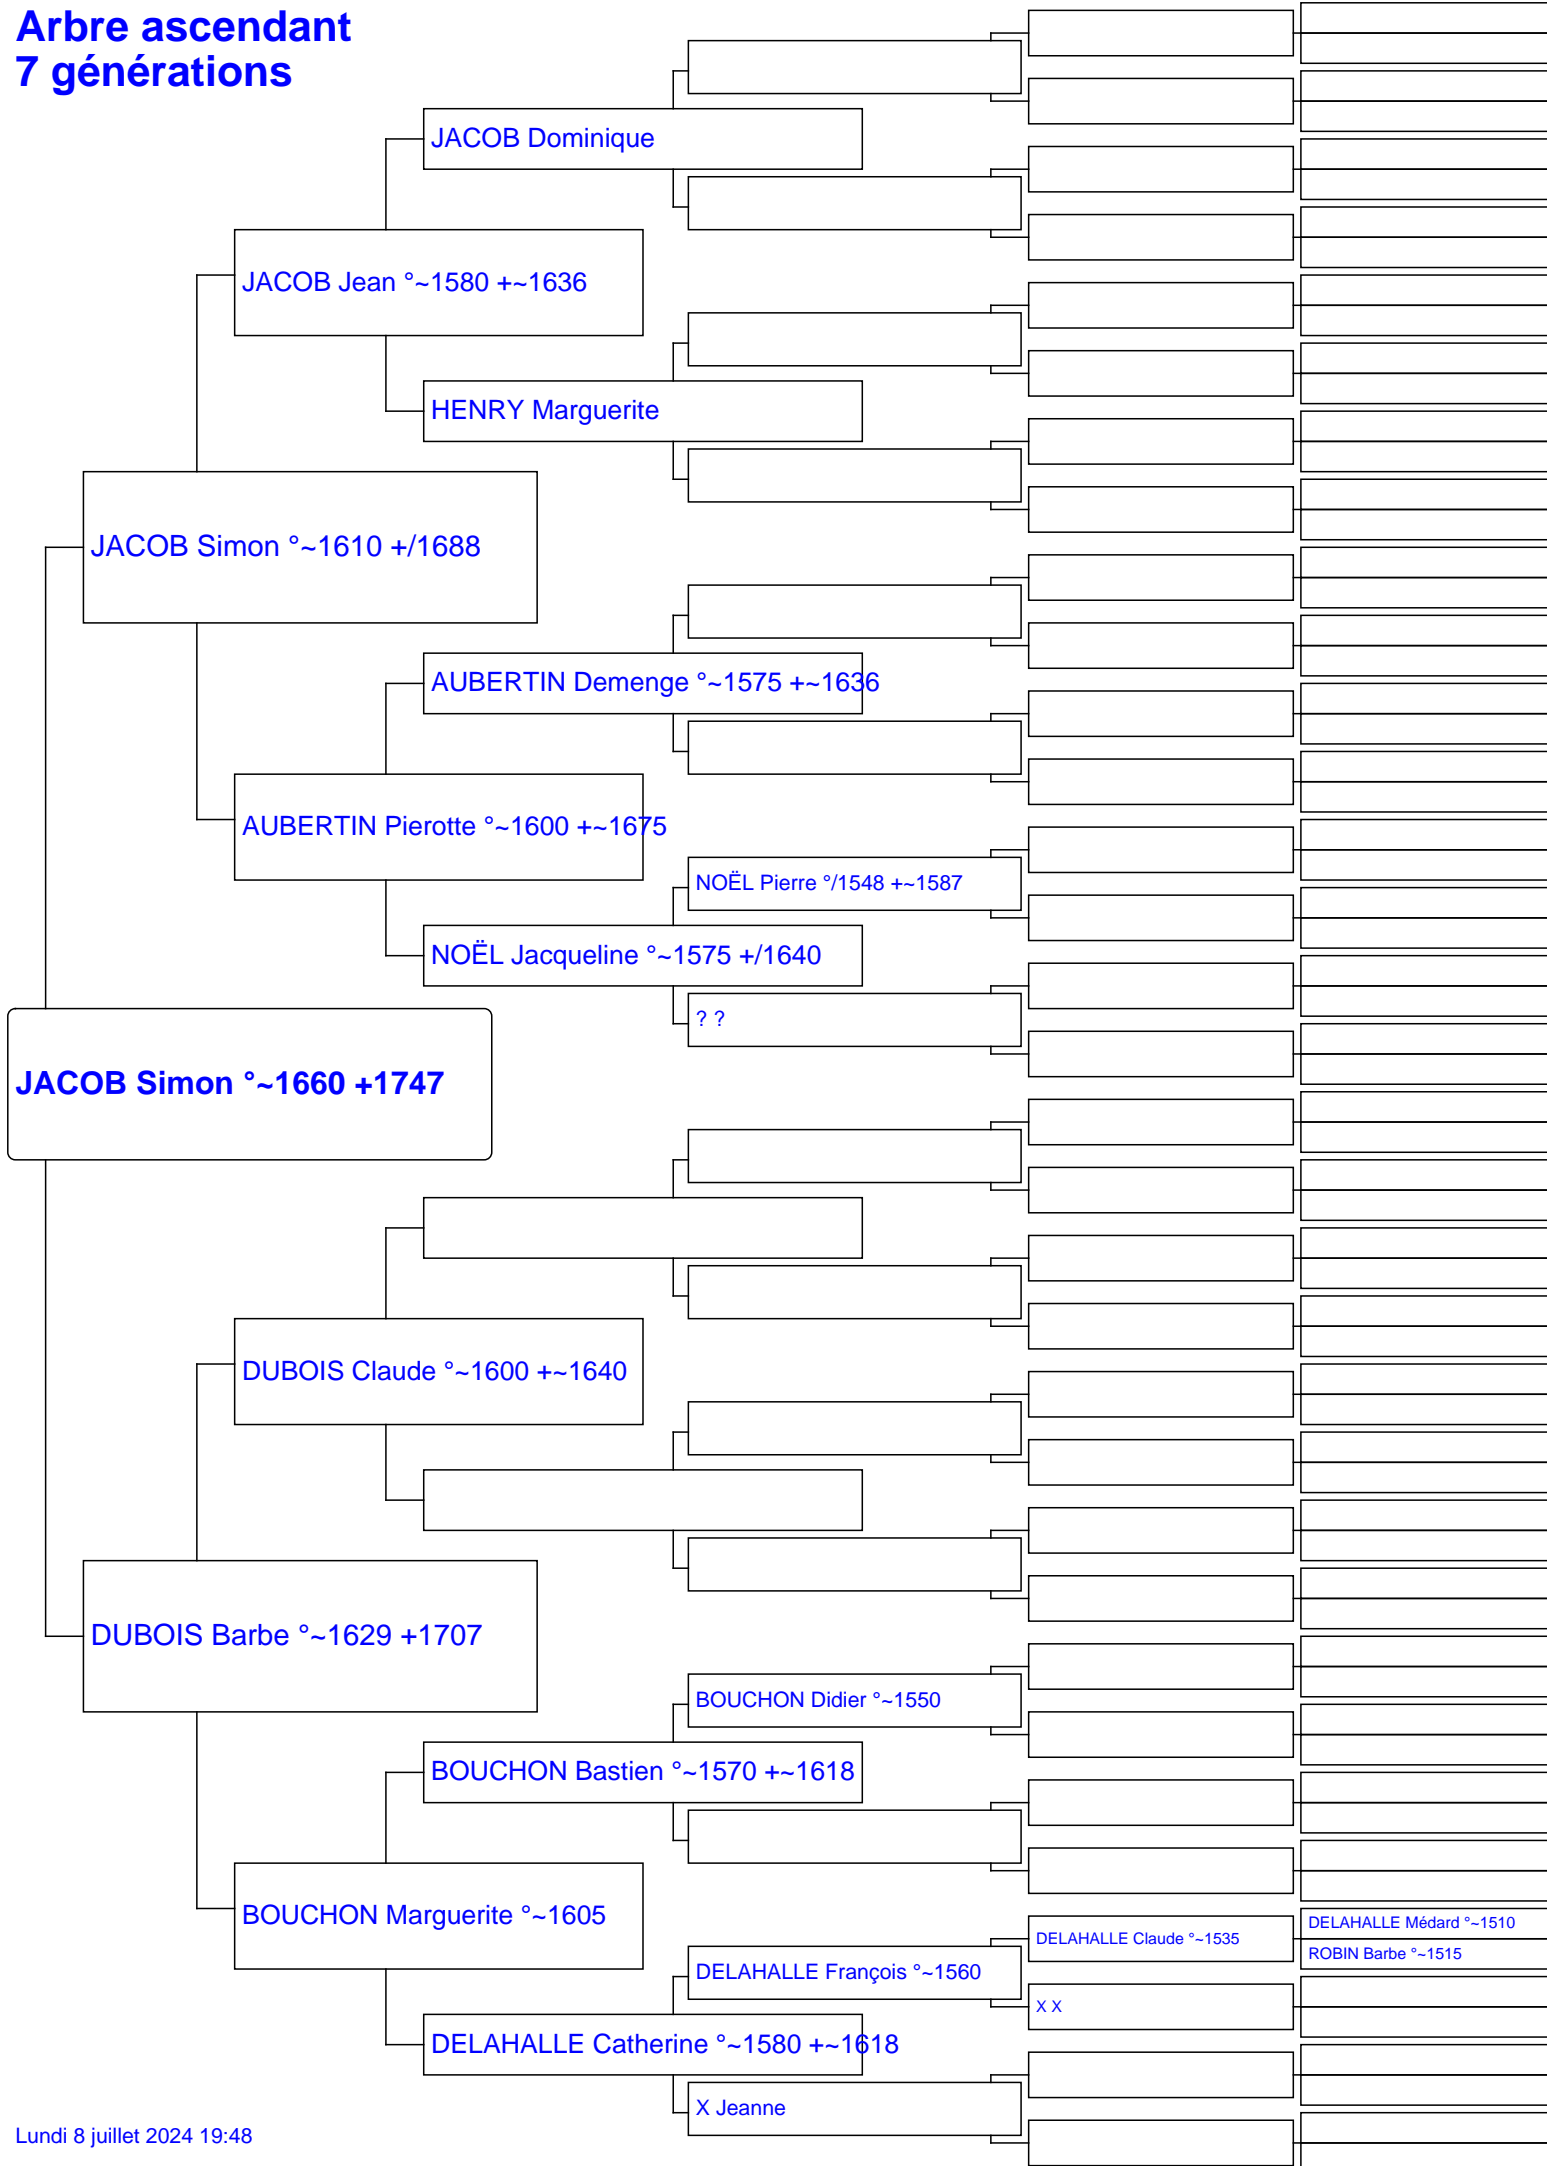 Arbre ascendant
7 générations
JACOB Dominique
JACOB Jean °~1580 +~1636
HENRY Marguerite
JACOB Simon °~1610 +/1688
AUBERTIN Demenge °~1575 +~1636
AUBERTIN Pierotte °~1600 +~1675
NOËL Pierre °/1548 +~1587
NOËL Jacqueline °~1575 +/1640
? ?
JACOB Simon °~1660 +1747
DUBOIS Claude °~1600 +~1640
DUBOIS Barbe °~1629 +1707
BOUCHON Didier °~1550
BOUCHON Bastien °~1570 +~1618
BOUCHON Marguerite °~1605
DELAHALLE Médard °~1510
DELAHALLE Claude °~1535
ROBIN Barbe °~1515
DELAHALLE François °~1560
X X
DELAHALLE Catherine °~1580 +~1618
X Jeanne
Lundi 8 juillet 2024 19:48